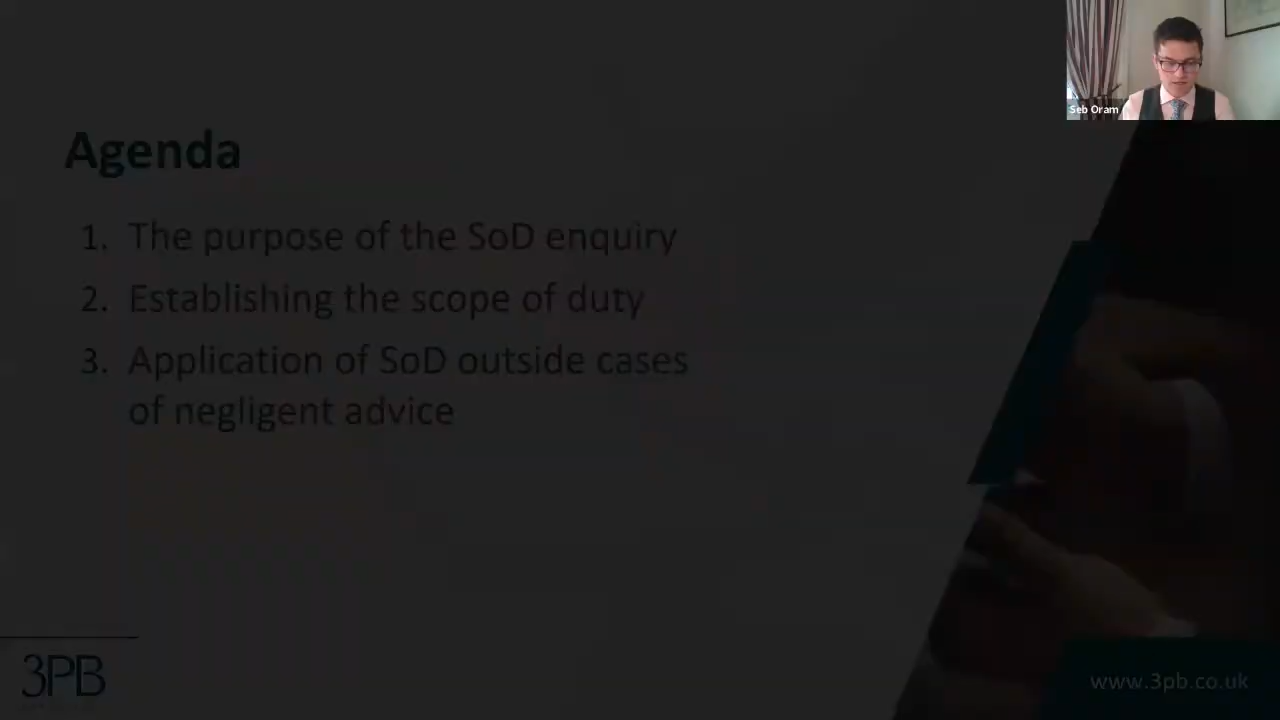 Seb Oram
Agenda
1. The purpose of the SoD enquiry
2. Establishing the scope of duty
3. Application of SoD outside cases
of negligent advice
3PB
www.3pb.co.uk